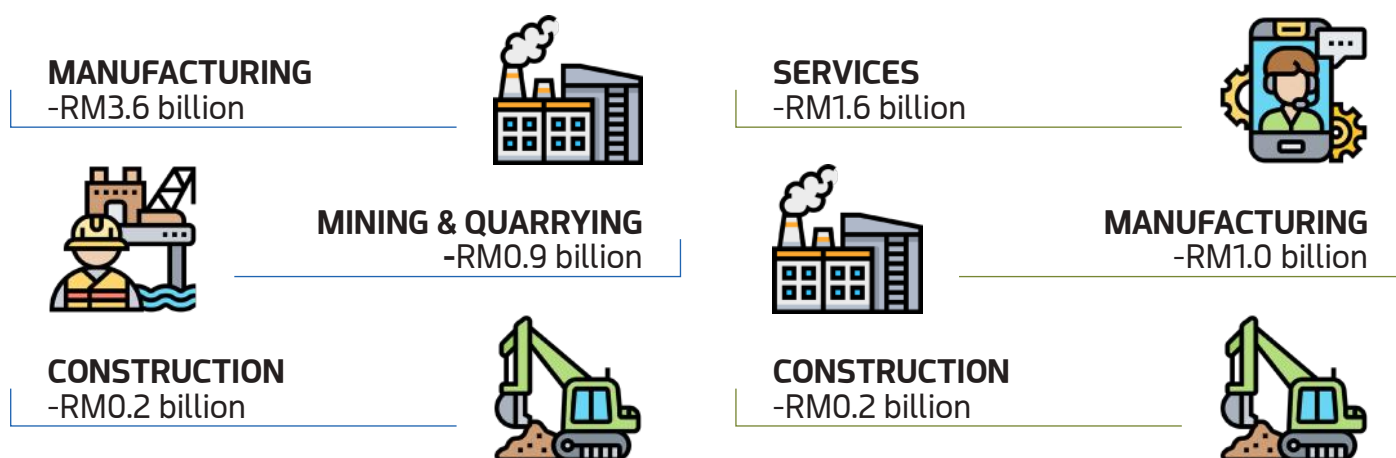 MANUFACTURING
-RM3.6 billion
MINING & QUARRYING
-RM0.9 billion
CONSTRUCTION
-RM0.2 billion
SERVICES
-RM1.6 billion
MANUFACTURING
-RM1.0 billion
CONSTRUCTION
-RM0.2 billion